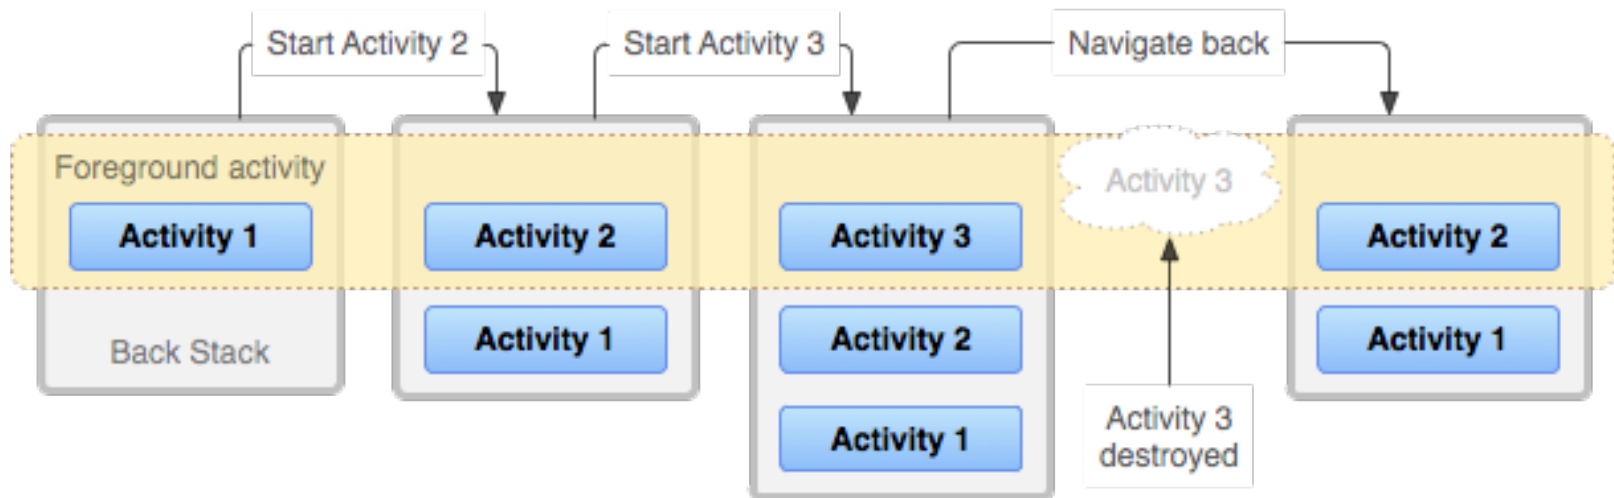 Start Activity 2
Start Activity 3
Navigate back
Foreground activity
Activity 1
Back Stack
Activity 2
Activity 1
Activity 3
Activity 2
Activity 1
Activity 3
Activity 3
destroyed
Activity 2
Activity 1